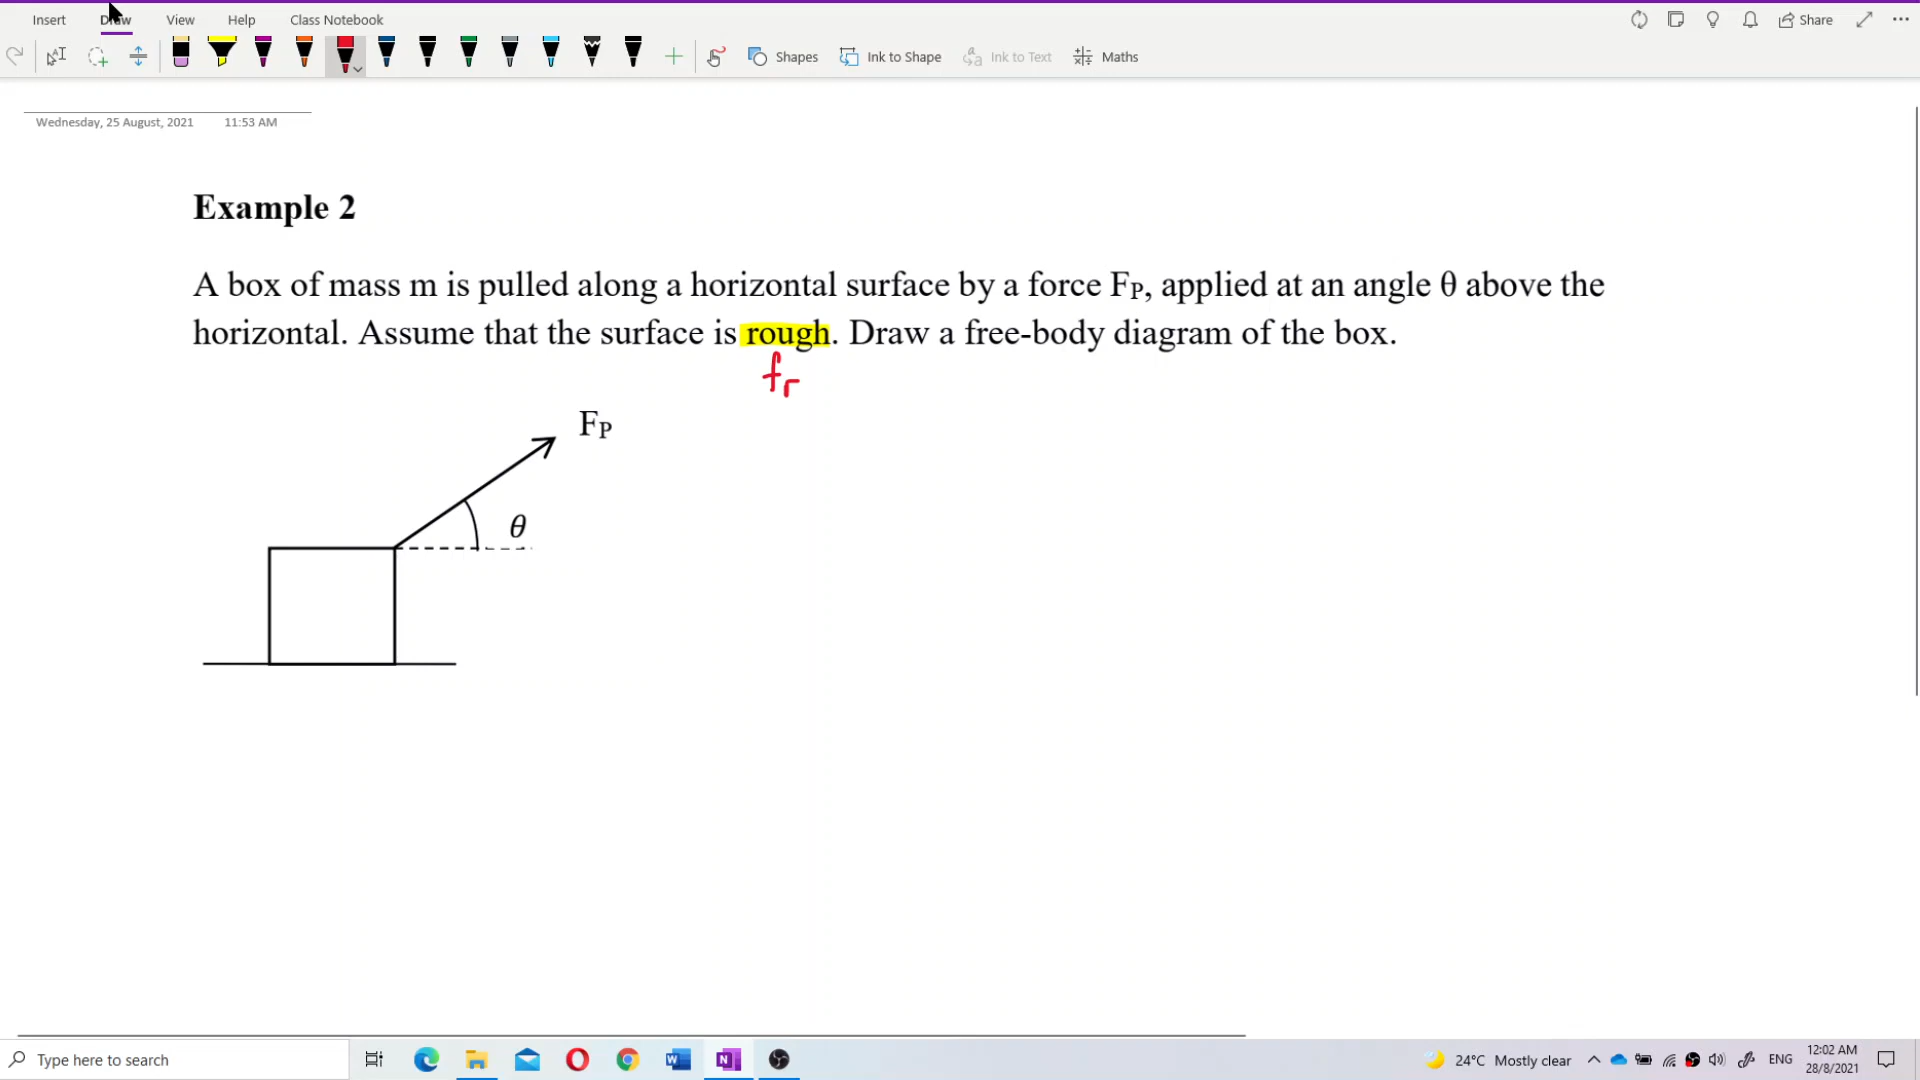 Insert Draw View Help Class Notebook Share
Shapes Ink to Shape Ink to Text Maths
Wednesday, 25 August, 2021 11:53 AM
Example 2
A box of mass m is pulled along a horizontal surface by a force FP, applied at an angle θ above the
horizontal. Assume that the surface is rough. Draw a free-body diagram of the box.
fr
FP
θ
Type here to search 24°C Mostly clear ENG 12:02 AM
28/8/2021